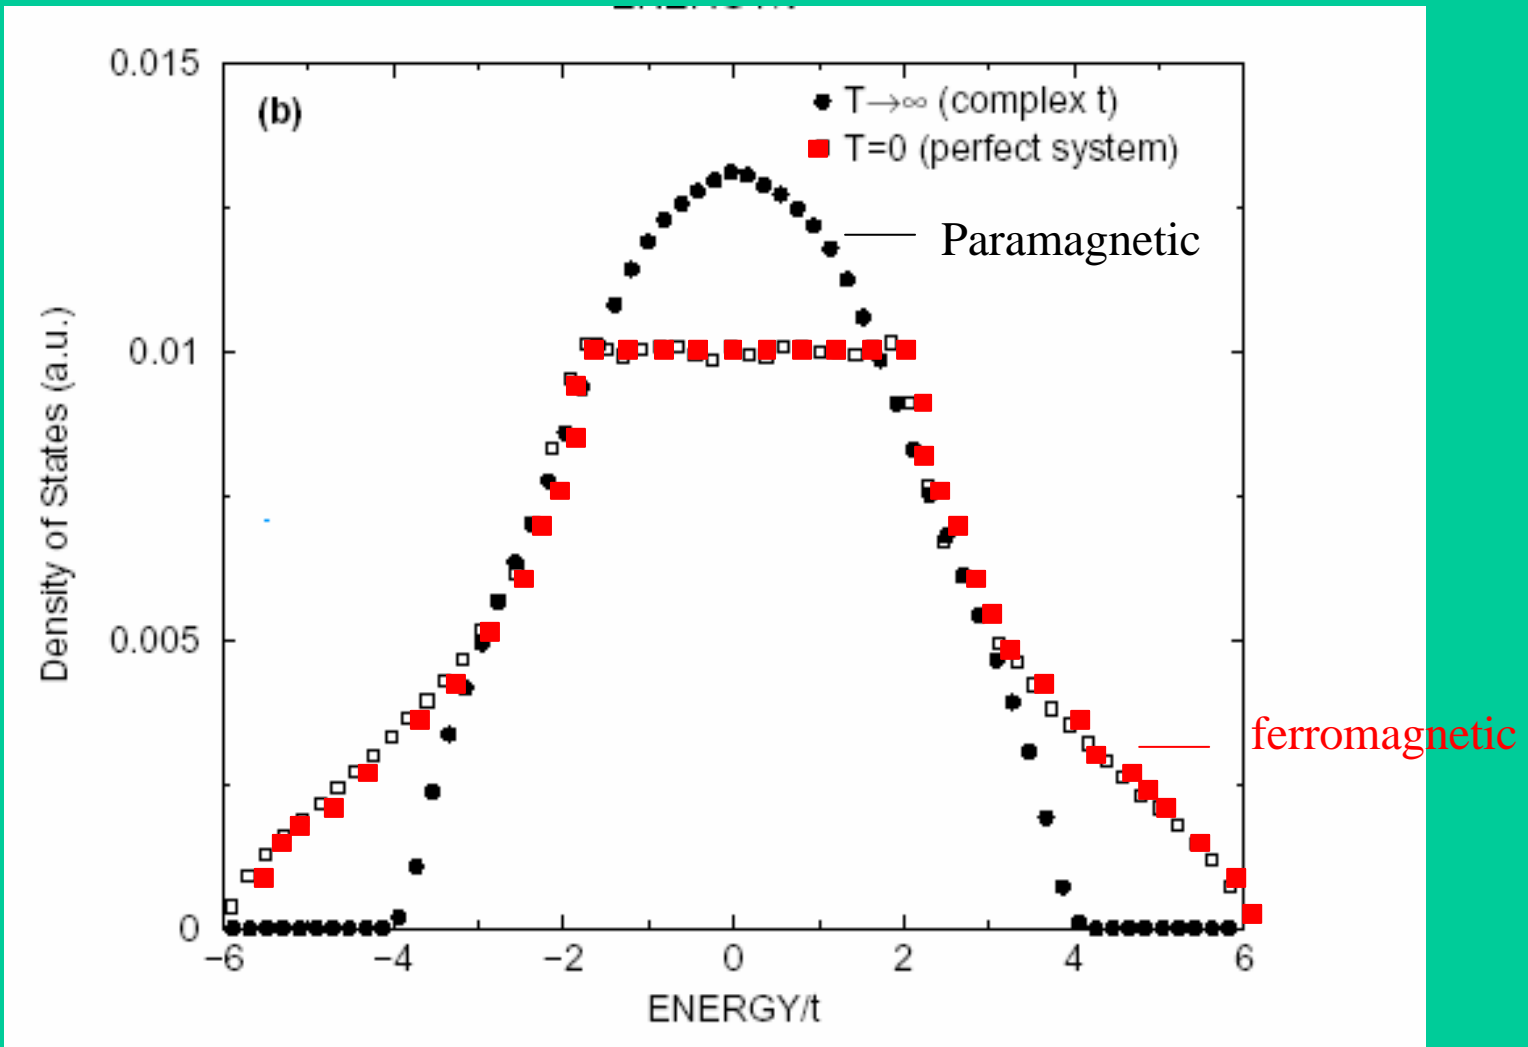 0.015
(b)
T→∞ (complex t)
T=0 (perfect system)
Paramagnetic
0.01
Density of States (a.u.)
0.005
ferromagnetic
0
−6 −4 −2 0 2 4 6
ENERGY/t